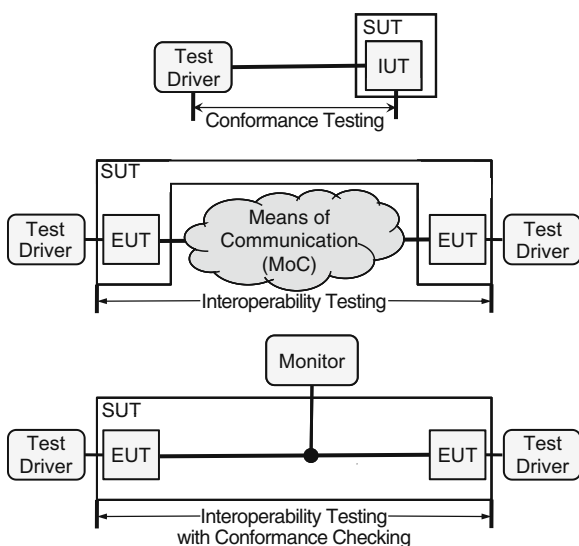 SUT
Test
Driver
IUT
Conformance Testing
SUT
Test
Driver
EUT
Means of
Communication
(MoC)
EUT
Test
Driver
Interoperability Testing
Monitor
SUT
Test
Driver
EUT
EUT
Test
Driver
Interoperability Testing
with Conformance Checking